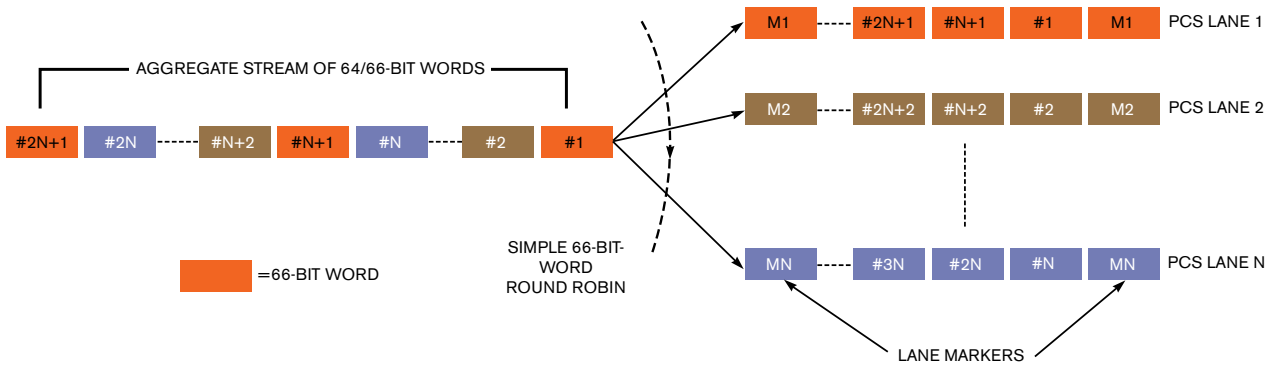 M1 #2N+1 #N+1 #1 M1 PCS LANE 1
AGGREGATE STREAM OF 64/66-BIT WORDS
M2 #2N+2 #N+2 #2 M2 PCS LANE 2
#2N+1 #2N #N+2 #N+1 #N #2 #1
SIMPLE 66-BIT-
WORD
ROUND ROBIN
=66-BIT WORD
MN #3N #2N #N MN PCS LANE N
LANE MARKERS